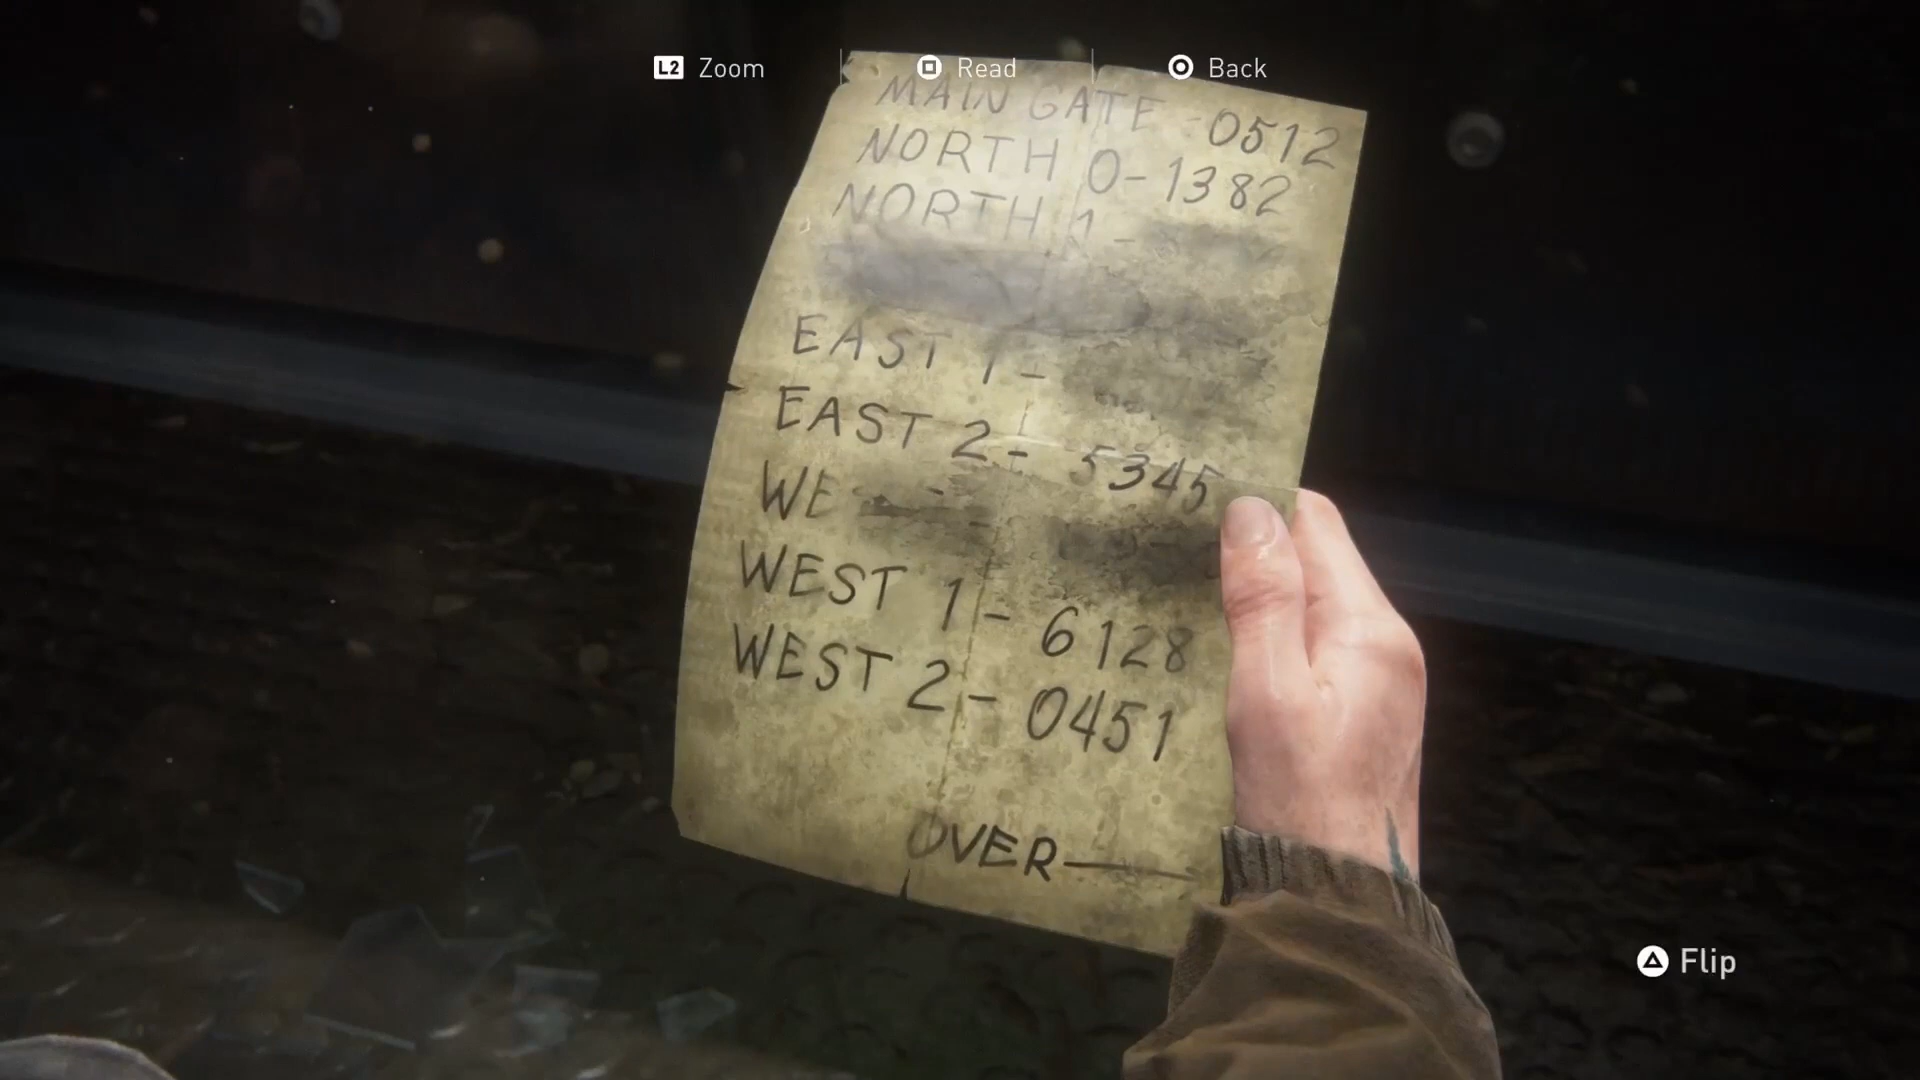 L2 Zoom Read Back
MAIN GATE - 0512
NORTH 0 - 1382
NORTH 1 -
EAST 1 -
EAST 2 - 5345
WE
WEST 1 - 6128
WEST 2 - 0451
OVER
Flip